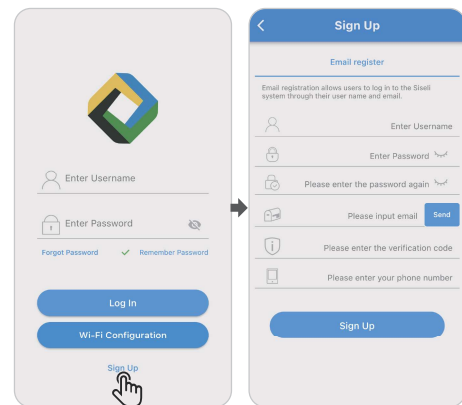 Enter Username
Enter Password
Forgot Password
Remember Password
Log In
Wi-Fi Configuration
Sign Up
Sign Up
Email register
Email registration allows users to log in to the Siseli
system through their user name and email.
Enter Username
Enter Password
Please enter the password again
Please input email
Send
Please enter the verification code
Please enter your phone number
Sign Up